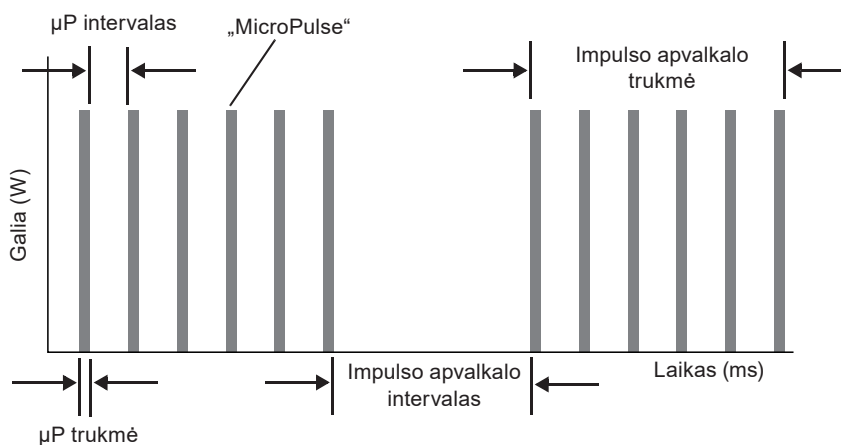 µP intervalas
„MicroPulse“
Impulso apvalkalo
trukmė
Galia (W)
Impulso apvalkalo
intervalas
Laikas (ms)
µP trukmė